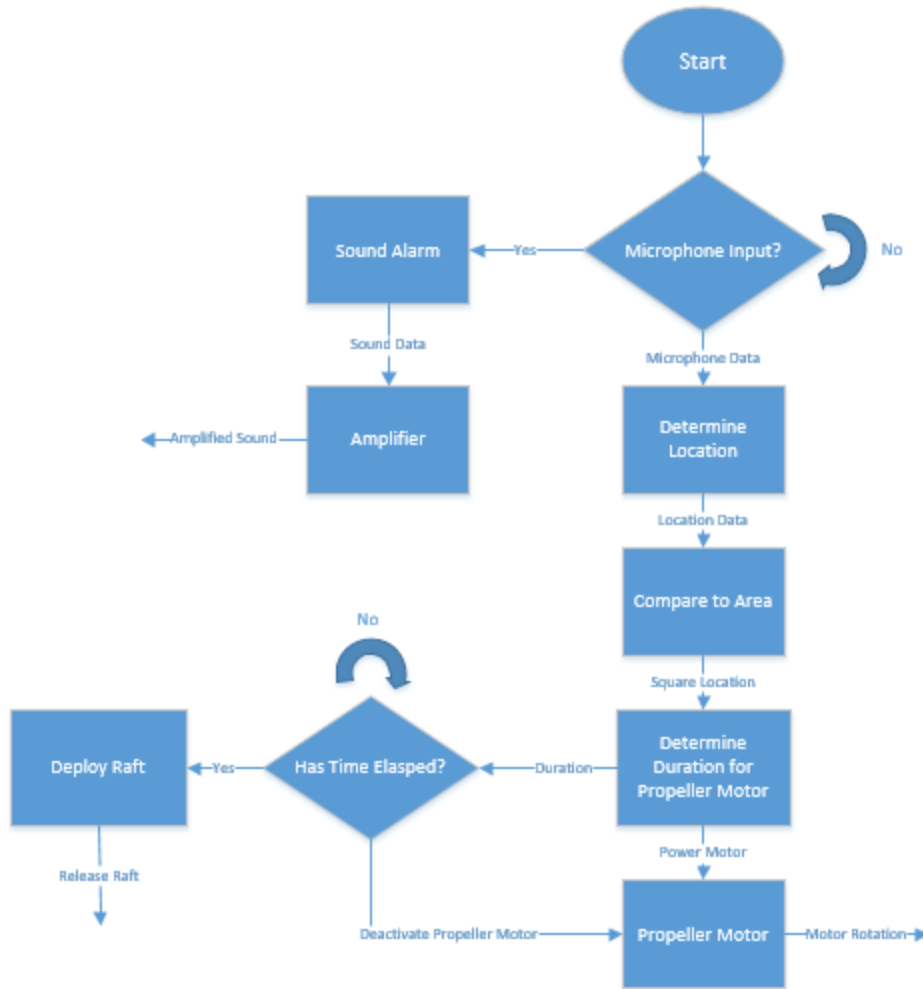 Start
Microphone Input?
No
Yes
Sound Alarm
Sound Data
Microphone Data
Amplifier
Amplified Sound
Determine
Location
Location Data
Compare to Area
Square Location
No
Determine
Duration for
Propeller Motor
Duration
Has Time Elasped?
Yes
Deploy Raft
Release Raft
Power Motor
Deactivate Propeller Motor
Propeller Motor
Motor Rotation